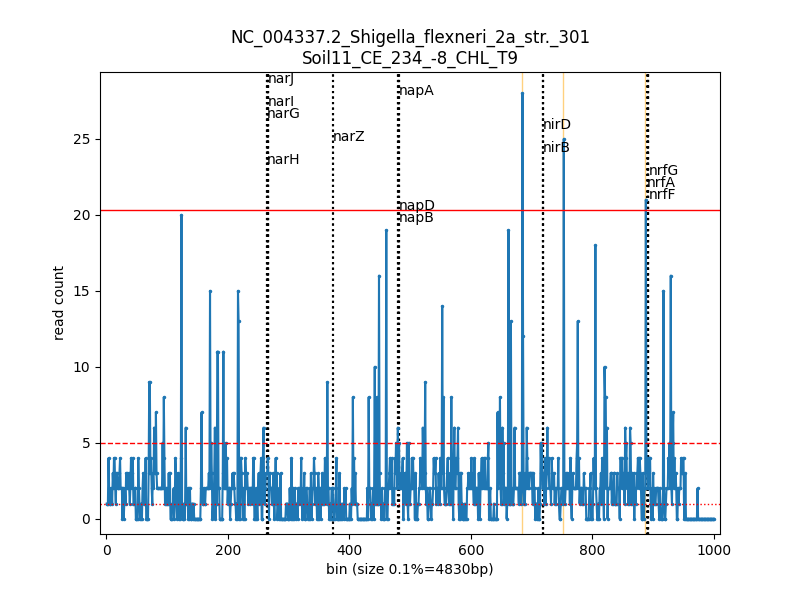 NC_004337.2_Shigella_flexneri_2a_str._301
Soil11_CE_234_-8_CHL_T9
narJ
narI
narG
narH
narZ
napA
napD
napB
nirD
nirB
nrfG
nrfA
nrfF
read count
25
20
15
10
5
0
0
200
400
600
800
1000
bin (size 0.1%=4830bp)